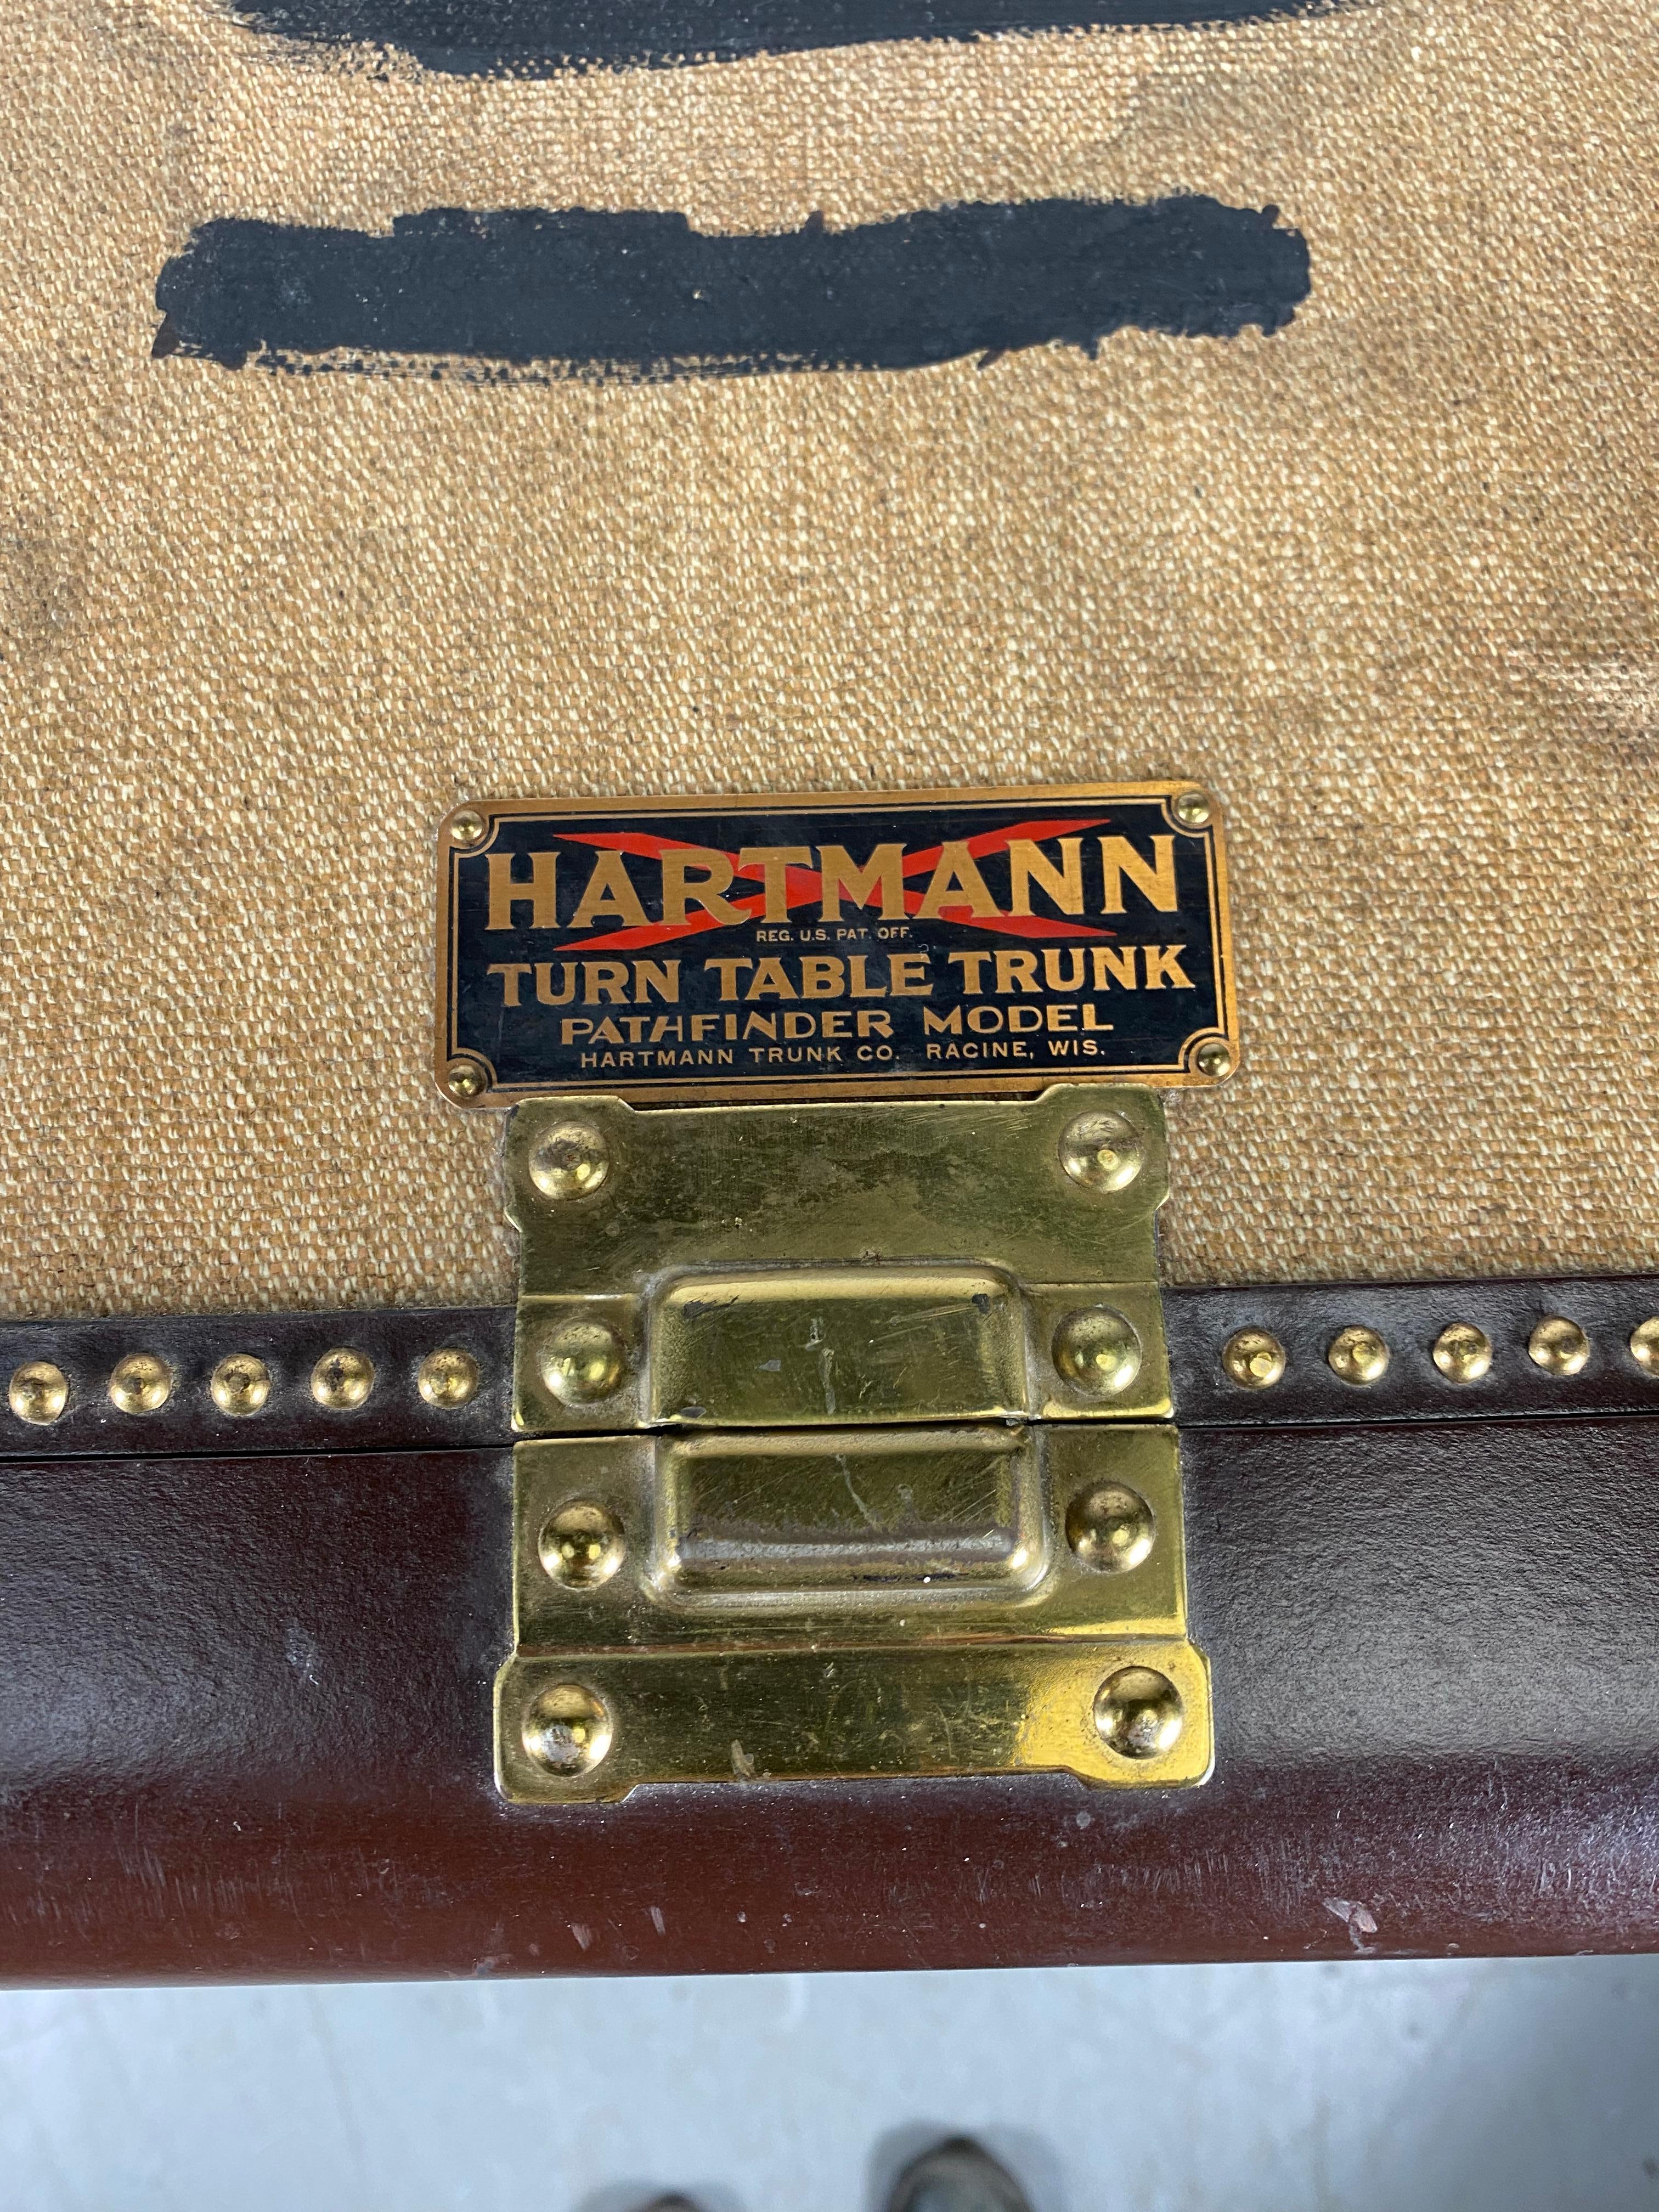 HARTMANN
REG. U.S. PAT. OFF.
TURN TABLE TRUNK
PATHFINDER MODEL
HARTMANN TRUNK CO. RACINE, WIS.